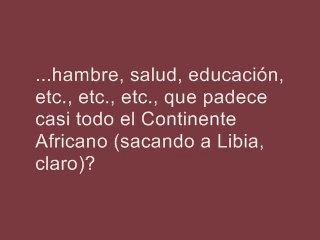 ...hambre, salud, educación,
etc., etc., etc., que padece
casi todo el Continente
Africano (sacando a Libia,
claro)?